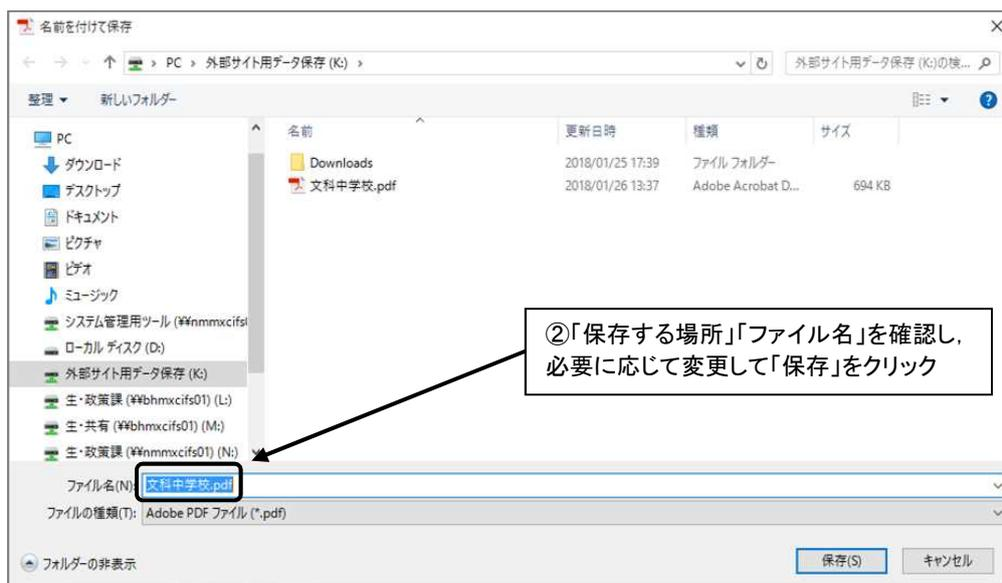 名前を付けて保存
PC › 外部サイト用データ保存 (K:) ›
外部サイト用データ保存 (K:)の検...
整理 新しいフォルダー
名前 更新日時 種類 サイズ
Downloads 2018/01/25 17:39 ファイル フォルダー
文科中学校.pdf 2018/01/26 13:37 Adobe Acrobat D... 694 KB
PC
ダウンロード
デスクトップ
ドキュメント
ピクチャ
ビデオ
ミュージック
システム管理用ツール (¥¥nmmxcifs
ローカル ディスク (D:)
外部サイト用データ保存 (K:)
生・政策課 (¥¥bhmxcifs01) (L:)
生・共有 (¥¥bhmxcifs01) (M:)
生・政策課 (¥¥nmmxcifs01) (N:)
②「保存する場所」「ファイル名」を確認し，
必要に応じて変更して「保存」をクリック
ファイル名(N): 文科中学校.pdf
ファイルの種類(T): Adobe PDF ファイル (*.pdf)
フォルダーの非表示
保存(S) キャンセル